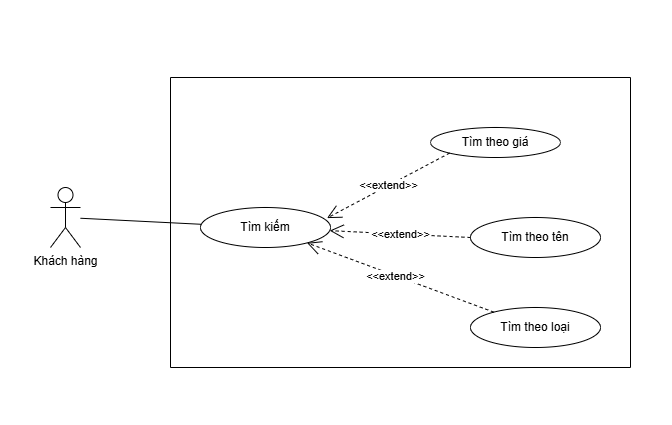 Tìm theo giá
<<extend>>
Tìm kiếm
<<extend>>
Tìm theo tên
Khách hàng
<<extend>>
Tìm theo loại